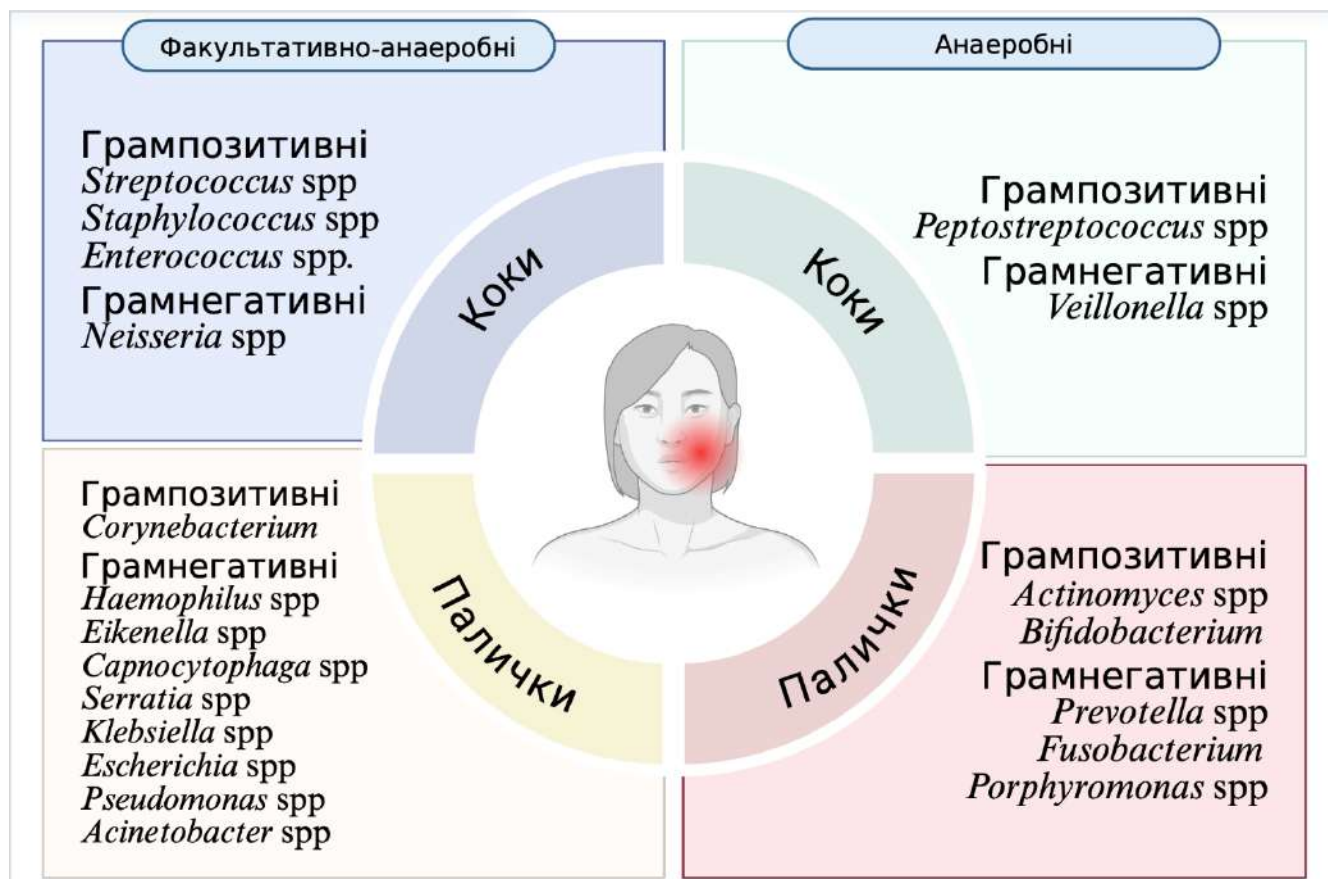 Факультативно-анаеробні
Грампозитивні
Streptococcus spp
Staphylococcus spp
Enterococcus spp.
Грамнегативні
Neisseria spp
Коки
Анаеробні
Грампозитивні
Peptostreptococcus spp
Грамнегативні
Veillonella spp
Коки
Грампозитивні
Corynebacterium
Грамнегативні
Haemophilus spp
Eikenella spp
Capnocytophaga spp
Serratia spp
Klebsiella spp
Escherichia spp
Pseudomonas spp
Acinetobacter spp
Палички
Грампозитивні
Actinomyces spp
Bifidobacterium
Грамнегативні
Prevotella spp
Fusobacterium
Porphyromonas spp
Палички